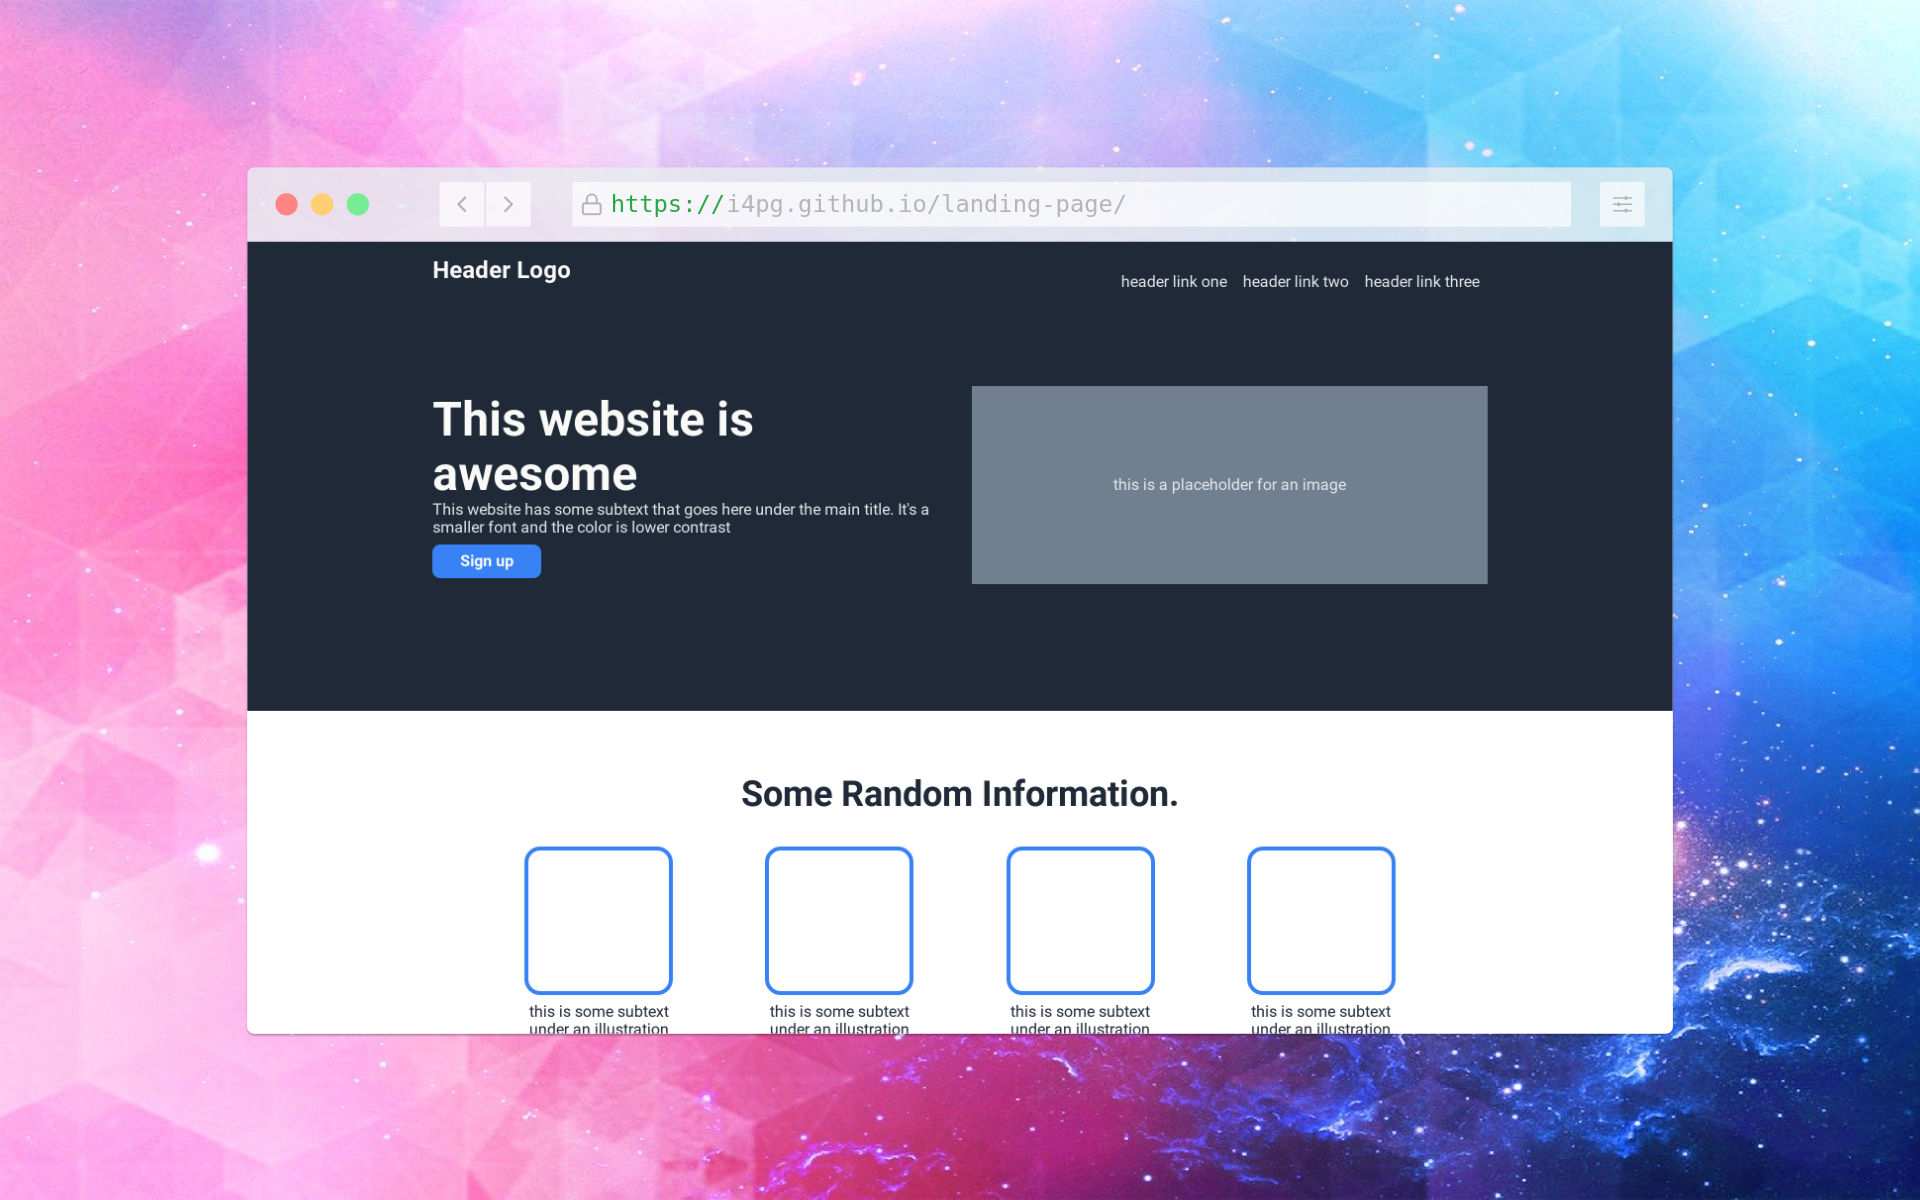 https://i4pg.github.io/landing-page/
Header Logo
header link one header link two header link three
This website is
awesome
This website has some subtext that goes here under the main title. It's a
smaller font and the color is lower contrast
Sign up
this is a placeholder for an image
Some Random Information.
this is some subtext
under an illustration
this is some subtext
under an illustration
this is some subtext
under an illustration
this is some subtext
under an illustration